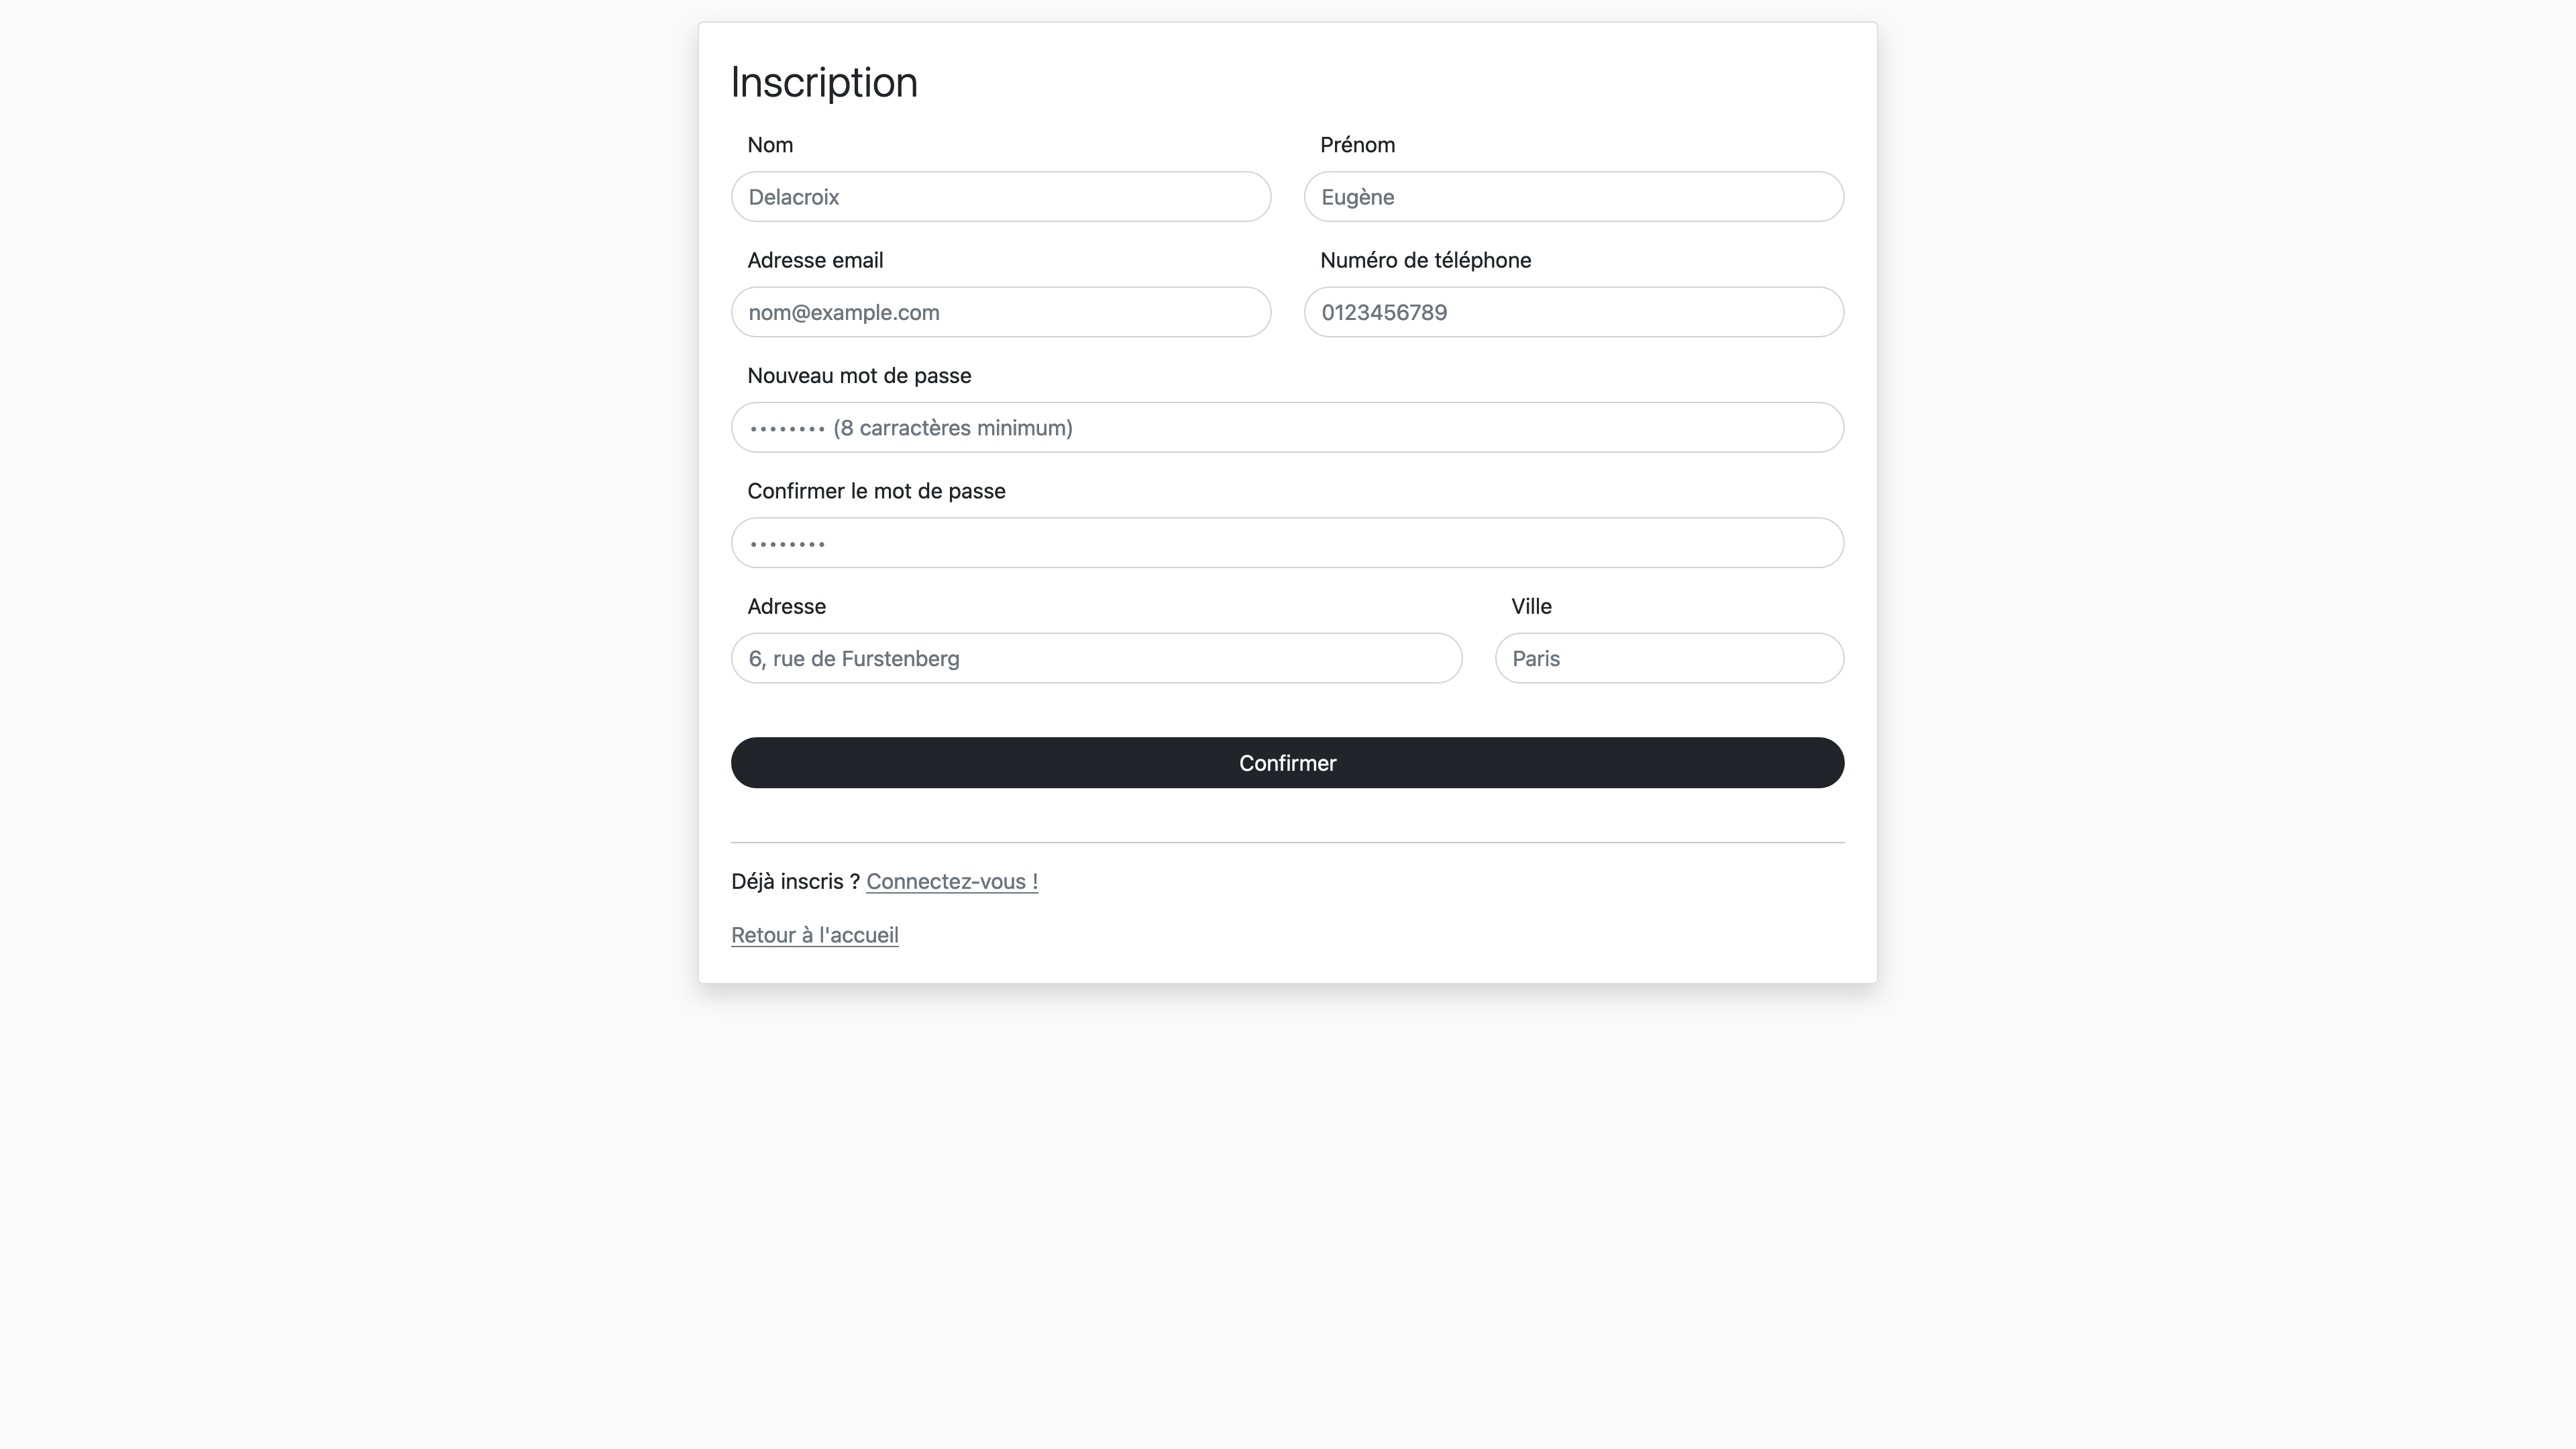 Inscription
Nom
Prénom
Delacroix
Eugène
Adresse email
Numéro de téléphone
nom@example.com
0123456789
Nouveau mot de passe
•••••••• (8 carractères minimum)
Confirmer le mot de passe
••••••••
Adresse
Ville
6, rue de Furstenberg
Paris
Confirmer
Déjà inscris ? Connectez-vous !
Retour à l'accueil